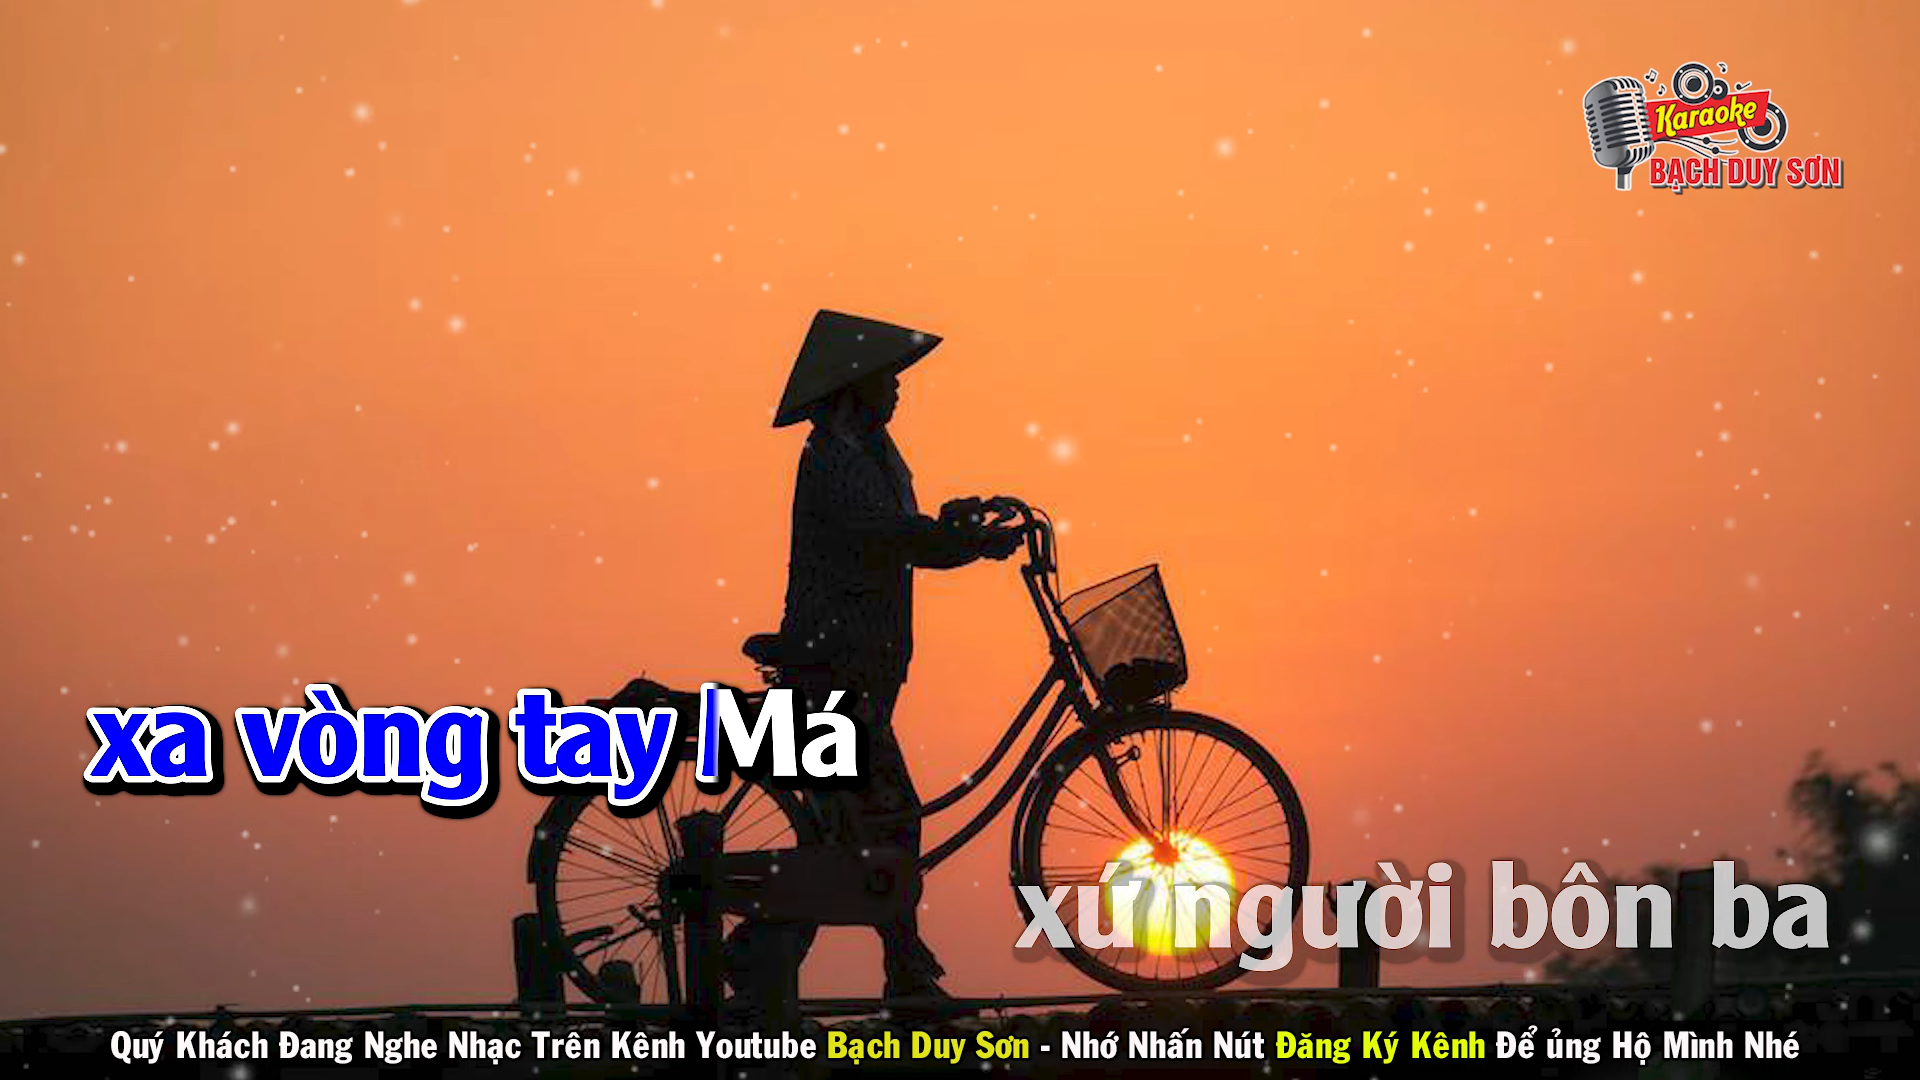 Karaoke
BẠCH DUY SƠN
xa vòng tay Má
xứ người bôn ba
Quý Khách Đang Nghe Nhạc Trên Kênh Youtube Bạch Duy Sơn - Nhớ Nhấn Nút Đăng Ký Kênh Để ủng Hộ Mình Nhé